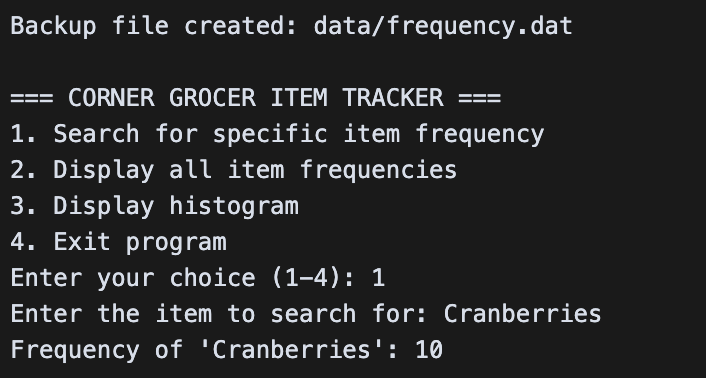 Backup file created: data/frequency.dat
=== CORNER GROCER ITEM TRACKER ===
1. Search for specific item frequency
2. Display all item frequencies
3. Display histogram
4. Exit program
Enter your choice (1-4): 1
Enter the item to search for: Cranberries
Frequency of 'Cranberries': 10